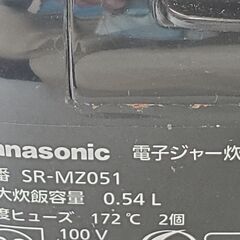 anasonic 電子ジャー炊
番 SR-MZ051
大炊飯容量 0.54 L
度ヒューズ 172℃ 2個
100 V